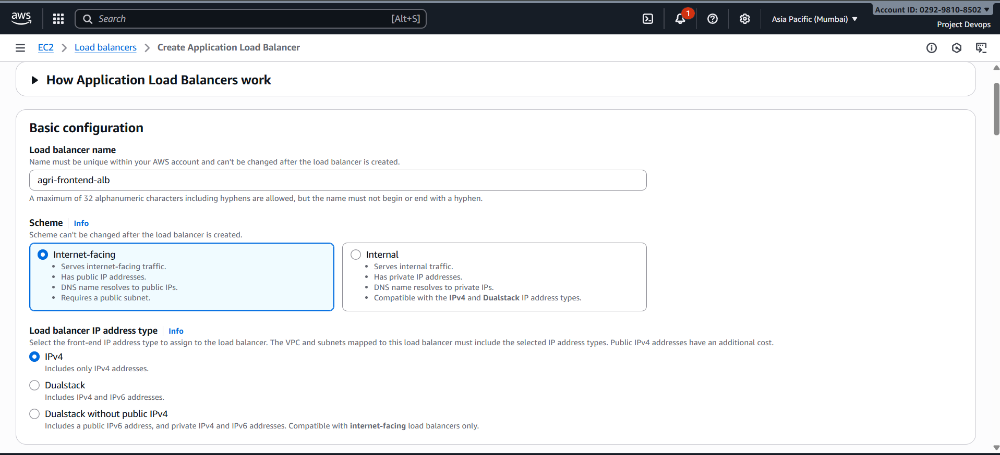 aws
Search [Alt+S]
1
Asia Pacific (Mumbai)
Account ID: 0292-9810-8502
Project Devops
EC2 Load balancers Create Application Load Balancer
How Application Load Balancers work
Basic configuration
Load balancer name
Name must be unique within your AWS account and can't be changed after the load balancer is created.
agri-frontend-alb
A maximum of 32 alphanumeric characters including hyphens are allowed, but the name must not begin or end with a hyphen.
Scheme Info
Scheme can't be changed after the load balancer is created.
Internet-facing
• Serves internet-facing traffic.
• Has public IP addresses.
• DNS name resolves to public IPs.
• Requires a public subnet.
Internal
• Serves internal traffic.
• Has private IP addresses.
• DNS name resolves to private IPs.
• Compatible with the IPv4 and Dualstack IP address types.
Load balancer IP address type Info
Select the front-end IP address type to assign to the load balancer. The VPC and subnets mapped to this load balancer must include the selected IP address types. Public IPv4 addresses have an additional cost.
IPv4
Includes only IPv4 addresses.
Dualstack
Includes IPv4 and IPv6 addresses.
Dualstack without public IPv4
Includes a public IPv6 address, and private IPv4 and IPv6 addresses. Compatible with internet-facing load balancers only.